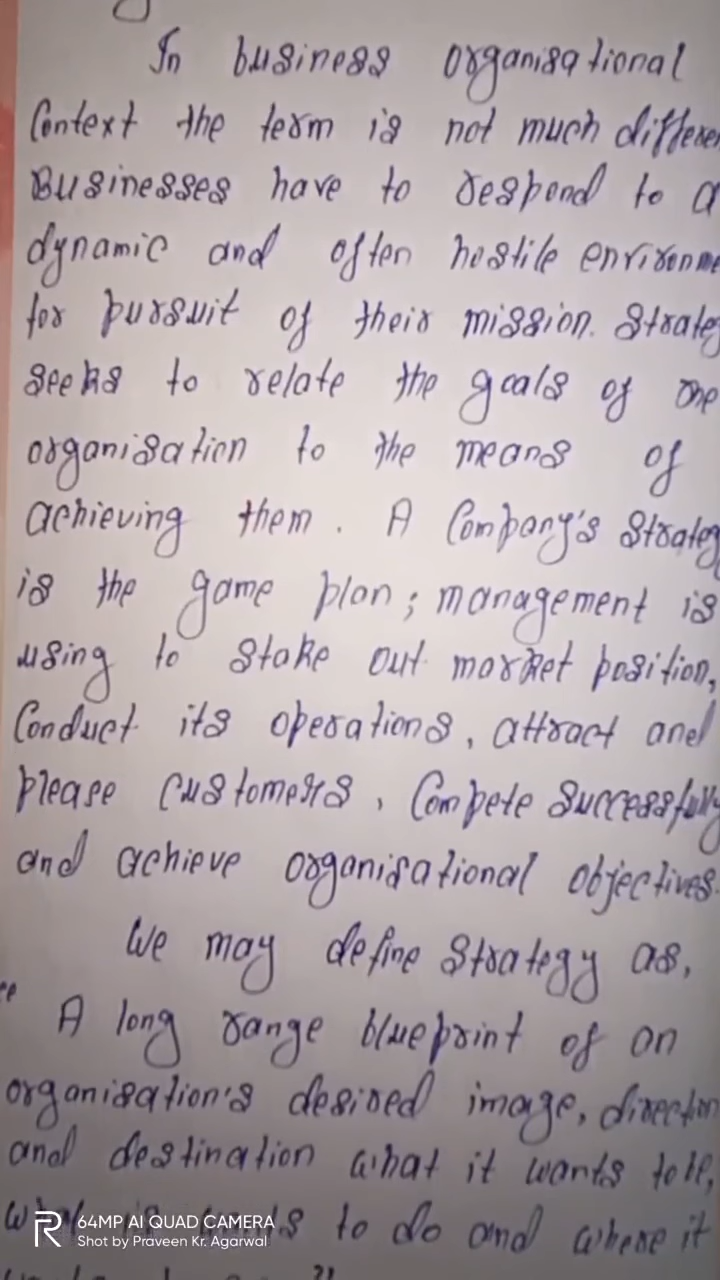 In business organisational
Context the term is not much differen
Businesses have to respond to a
dynamic and often hostile environme
for pursuit of their mission. Strateg
seeks to relate the goals of the
organisation to the means of
achieving them. A Company's Strateg
is the game plan; management is
using to stake out market position,
Conduct its operations, attract and
please customers, Compete Successfully
and achieve organisational objectives.
We may define Strategy as,
" A long range blueprint of an
organisation's desired image, direction
and destination what it wants to be,
to do and where it
64MP AI QUAD CAMERA
Shot by Praveen Kr. Agarwal